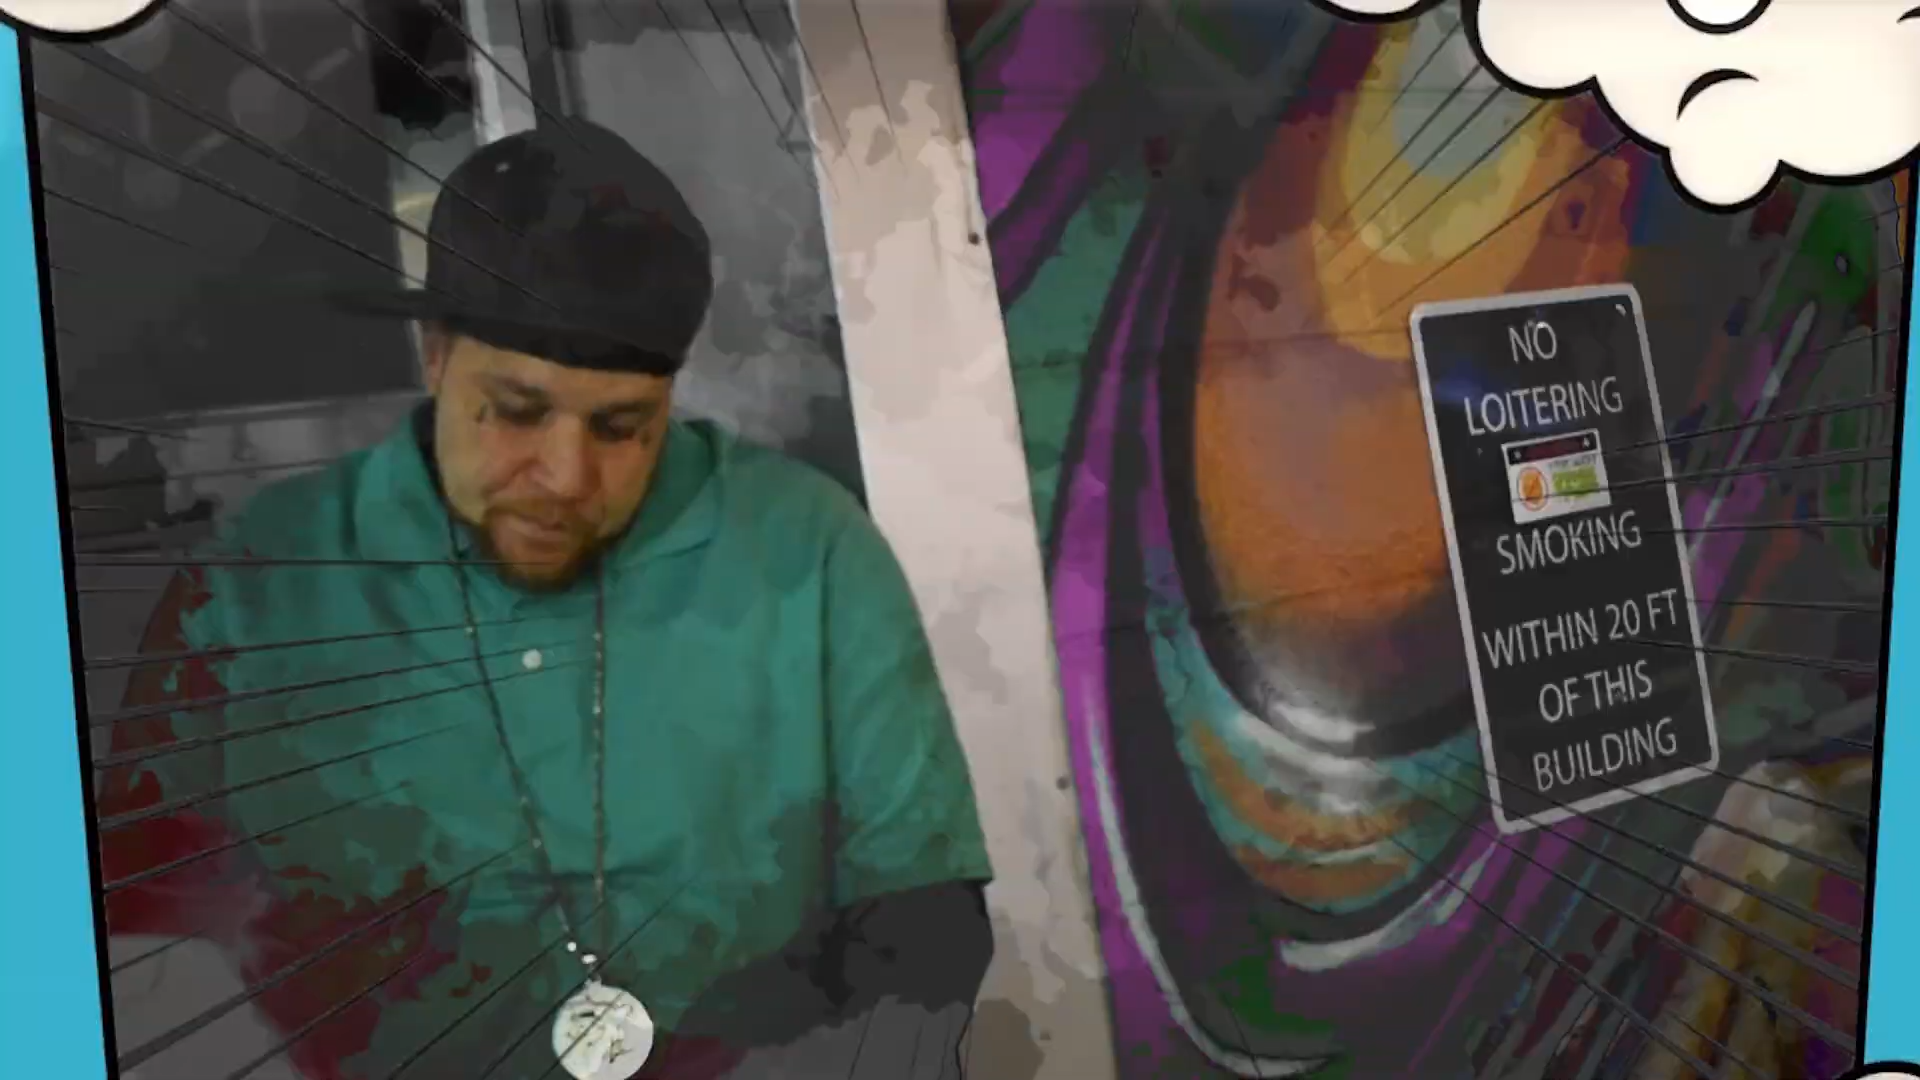 NO
LOITERING
SMOKING
WITHIN 20 FT
OF THIS
BUILDING